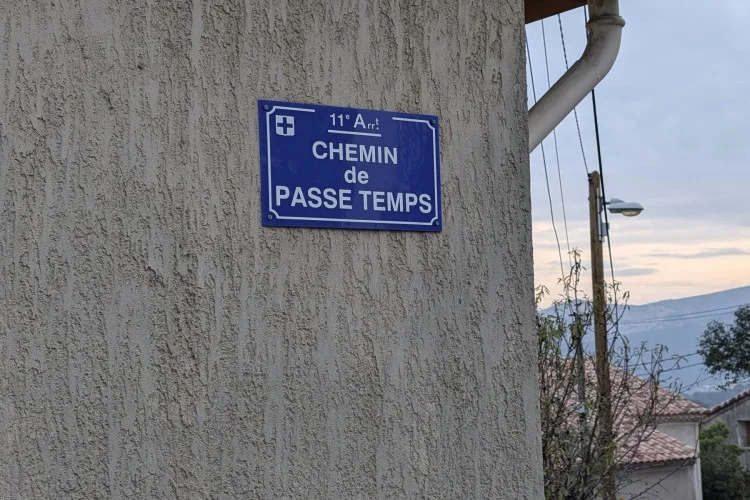 11e Arrt
CHEMIN
de
PASSE TEMPS